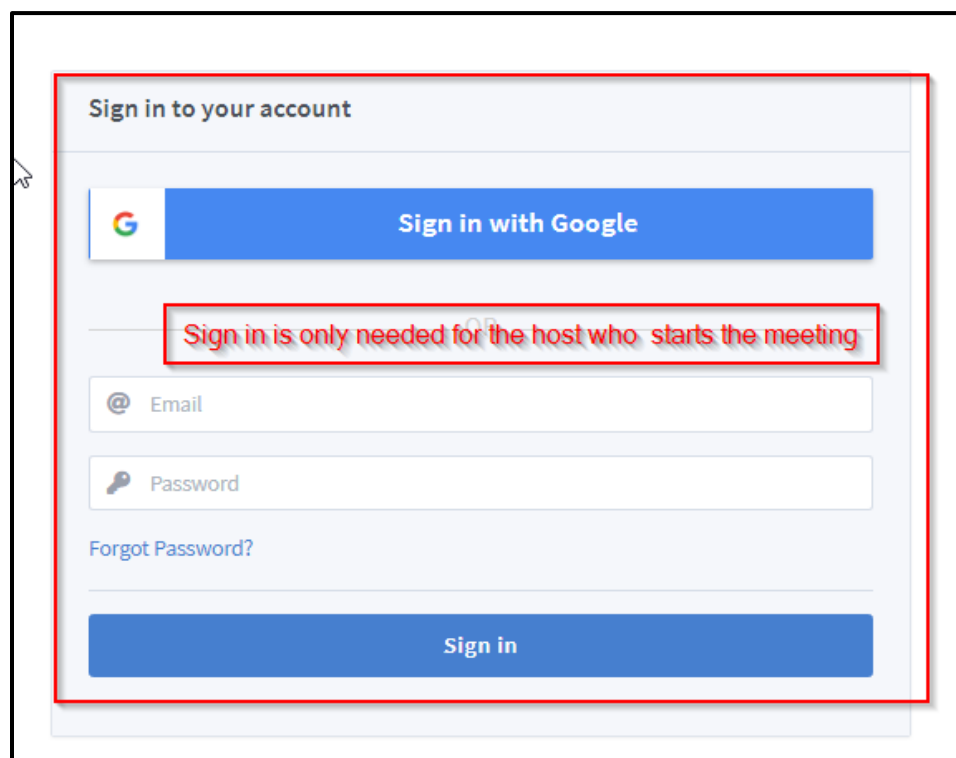 Sign in to your account
Sign in with Google
OR
Sign in is only needed for the host who starts the meeting
@ Email
Password
Forgot Password?
Sign in